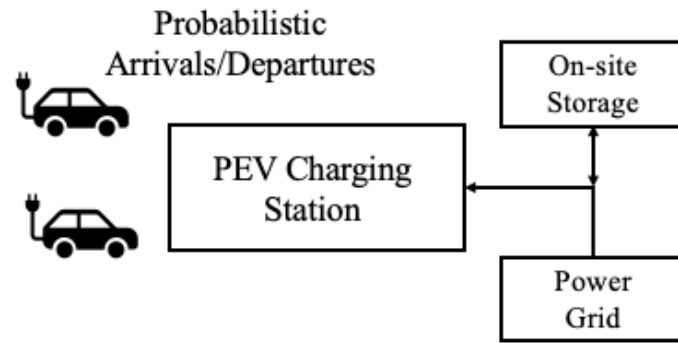 Probabilistic
Arrivals/Departures
PEV Charging
Station
On-site
Storage
Power
Grid